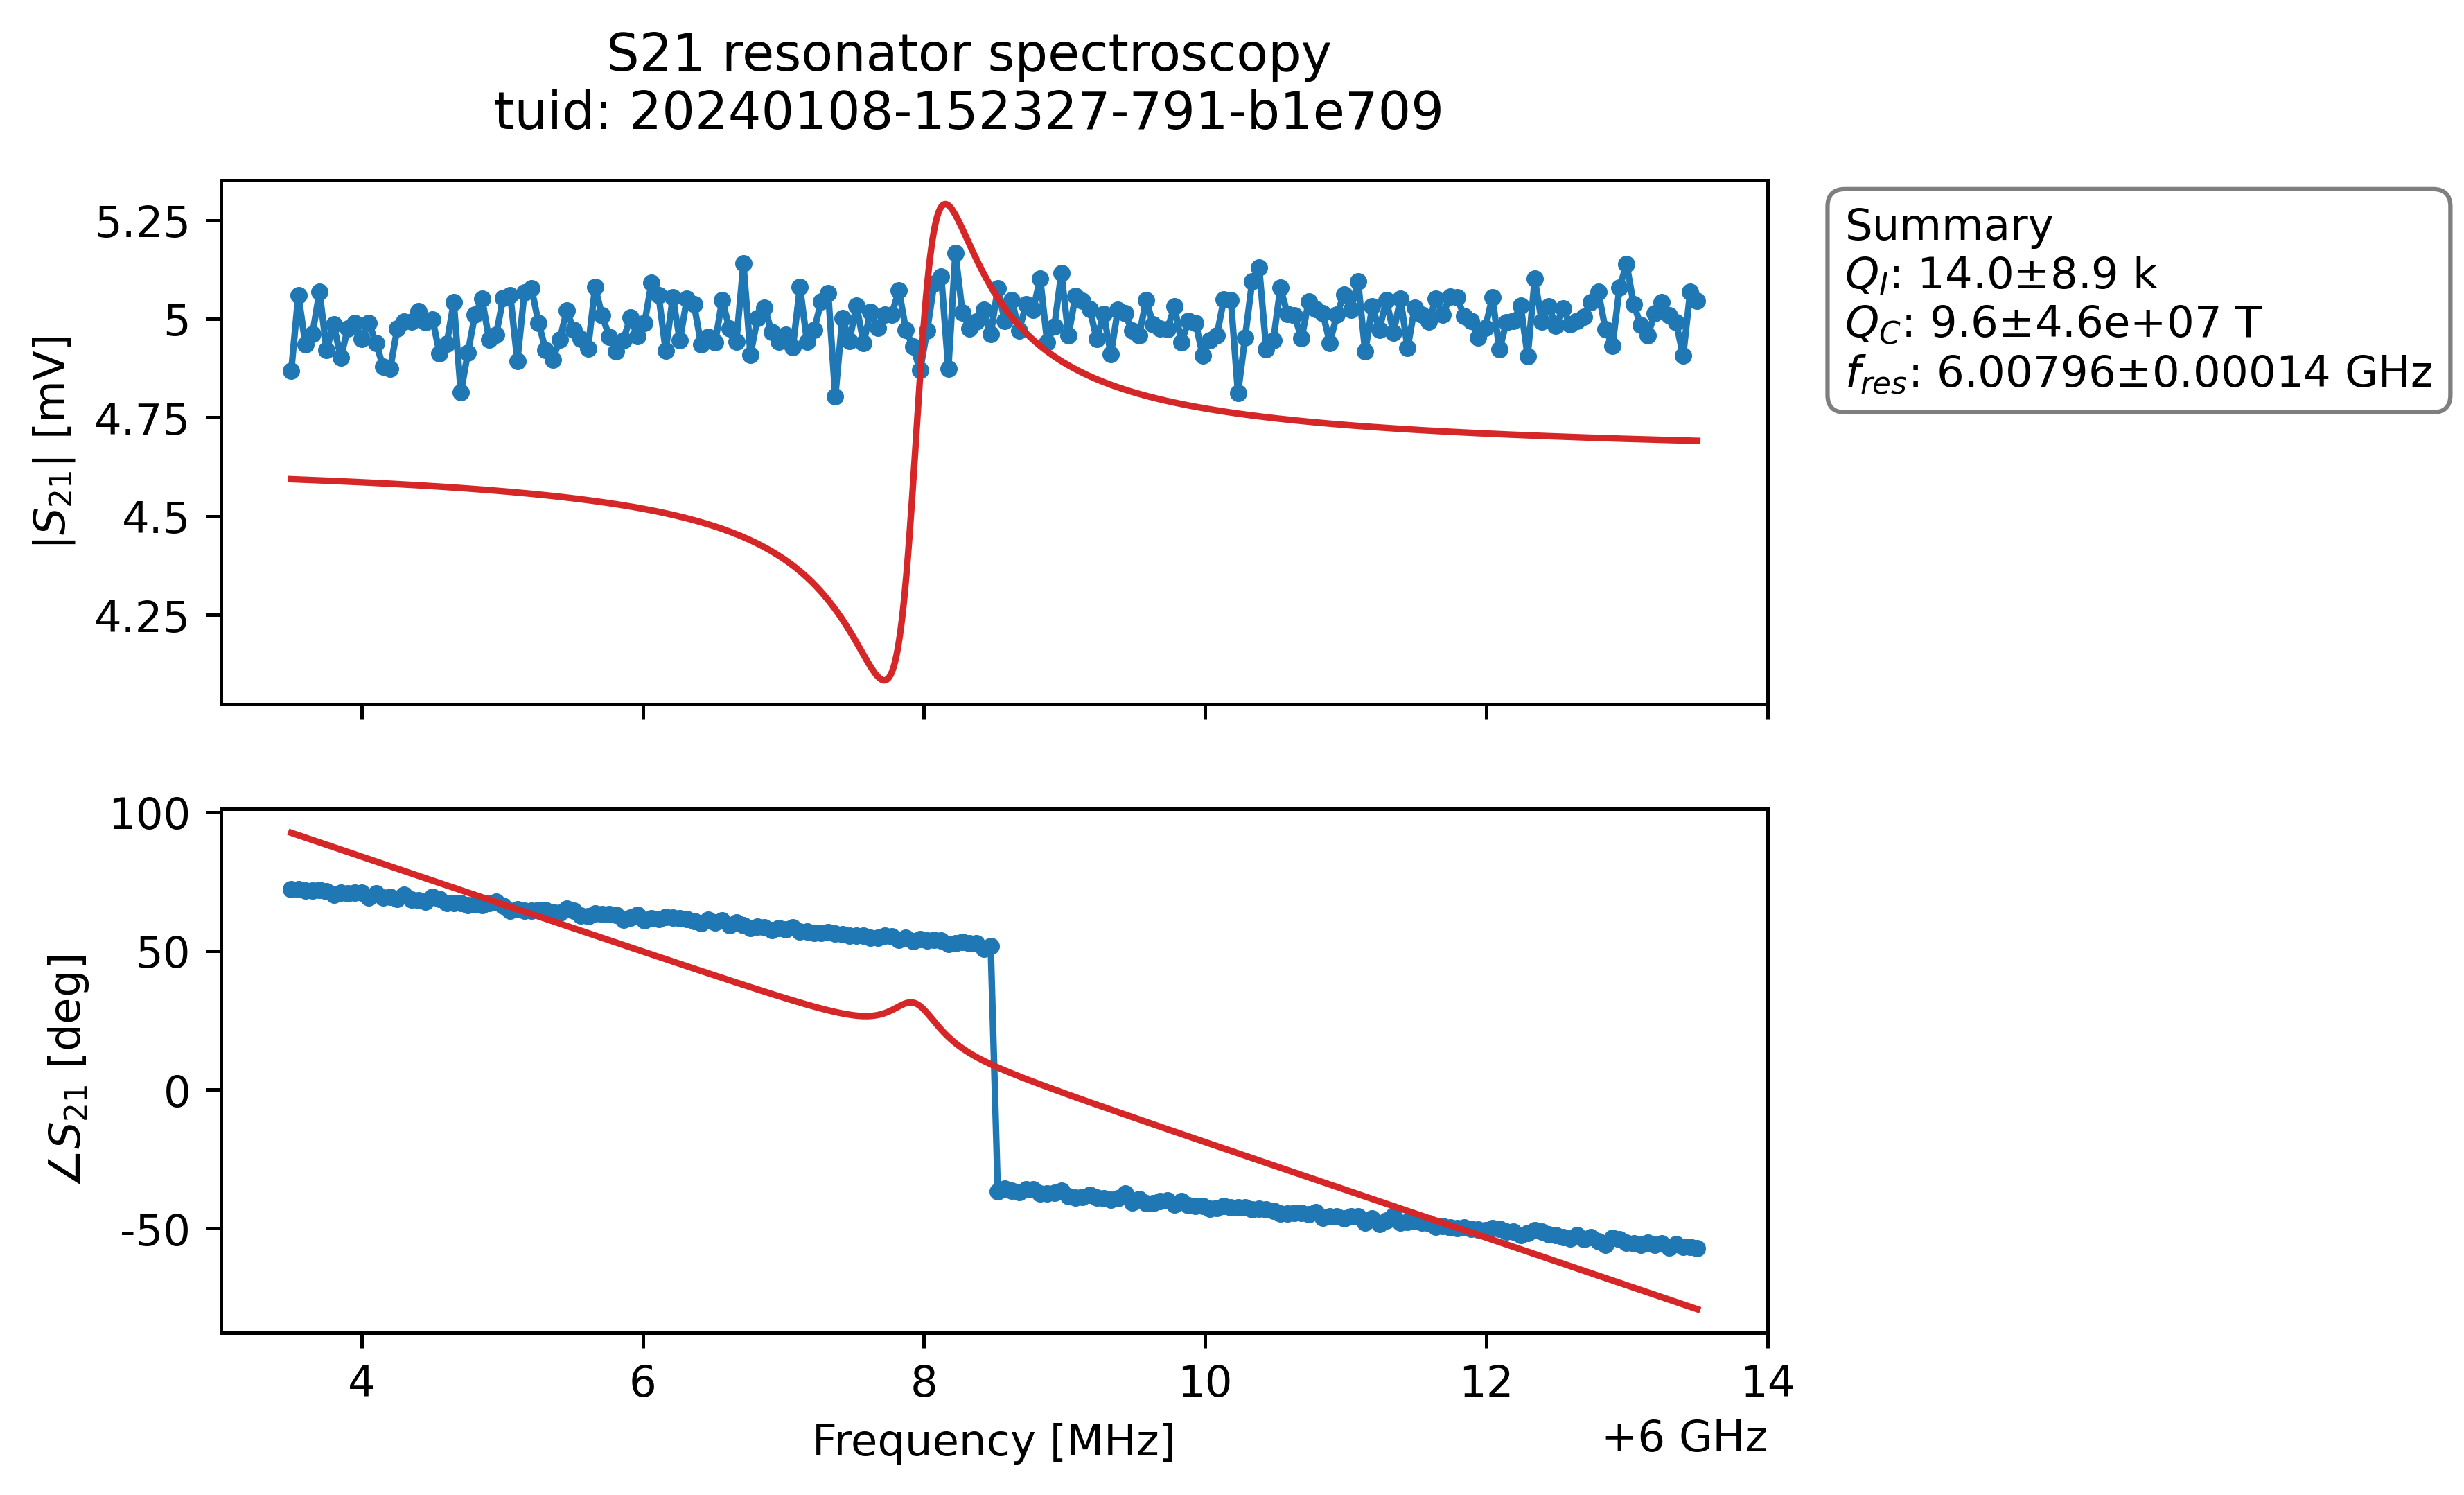 S21 resonator spectroscopy
tuid: 20240108-152327-791-b1e709
|S21| [mV]
5.25
5
4.75
4.5
4.25
Summary
QI: 14.0±8.9 k
QC: 9.6±4.6e+07 T
fres: 6.00796±0.00014 GHz
∠S21 [deg]
100
50
0
-50
4 6 8 10 12 14
Frequency [MHz]
+6 GHz